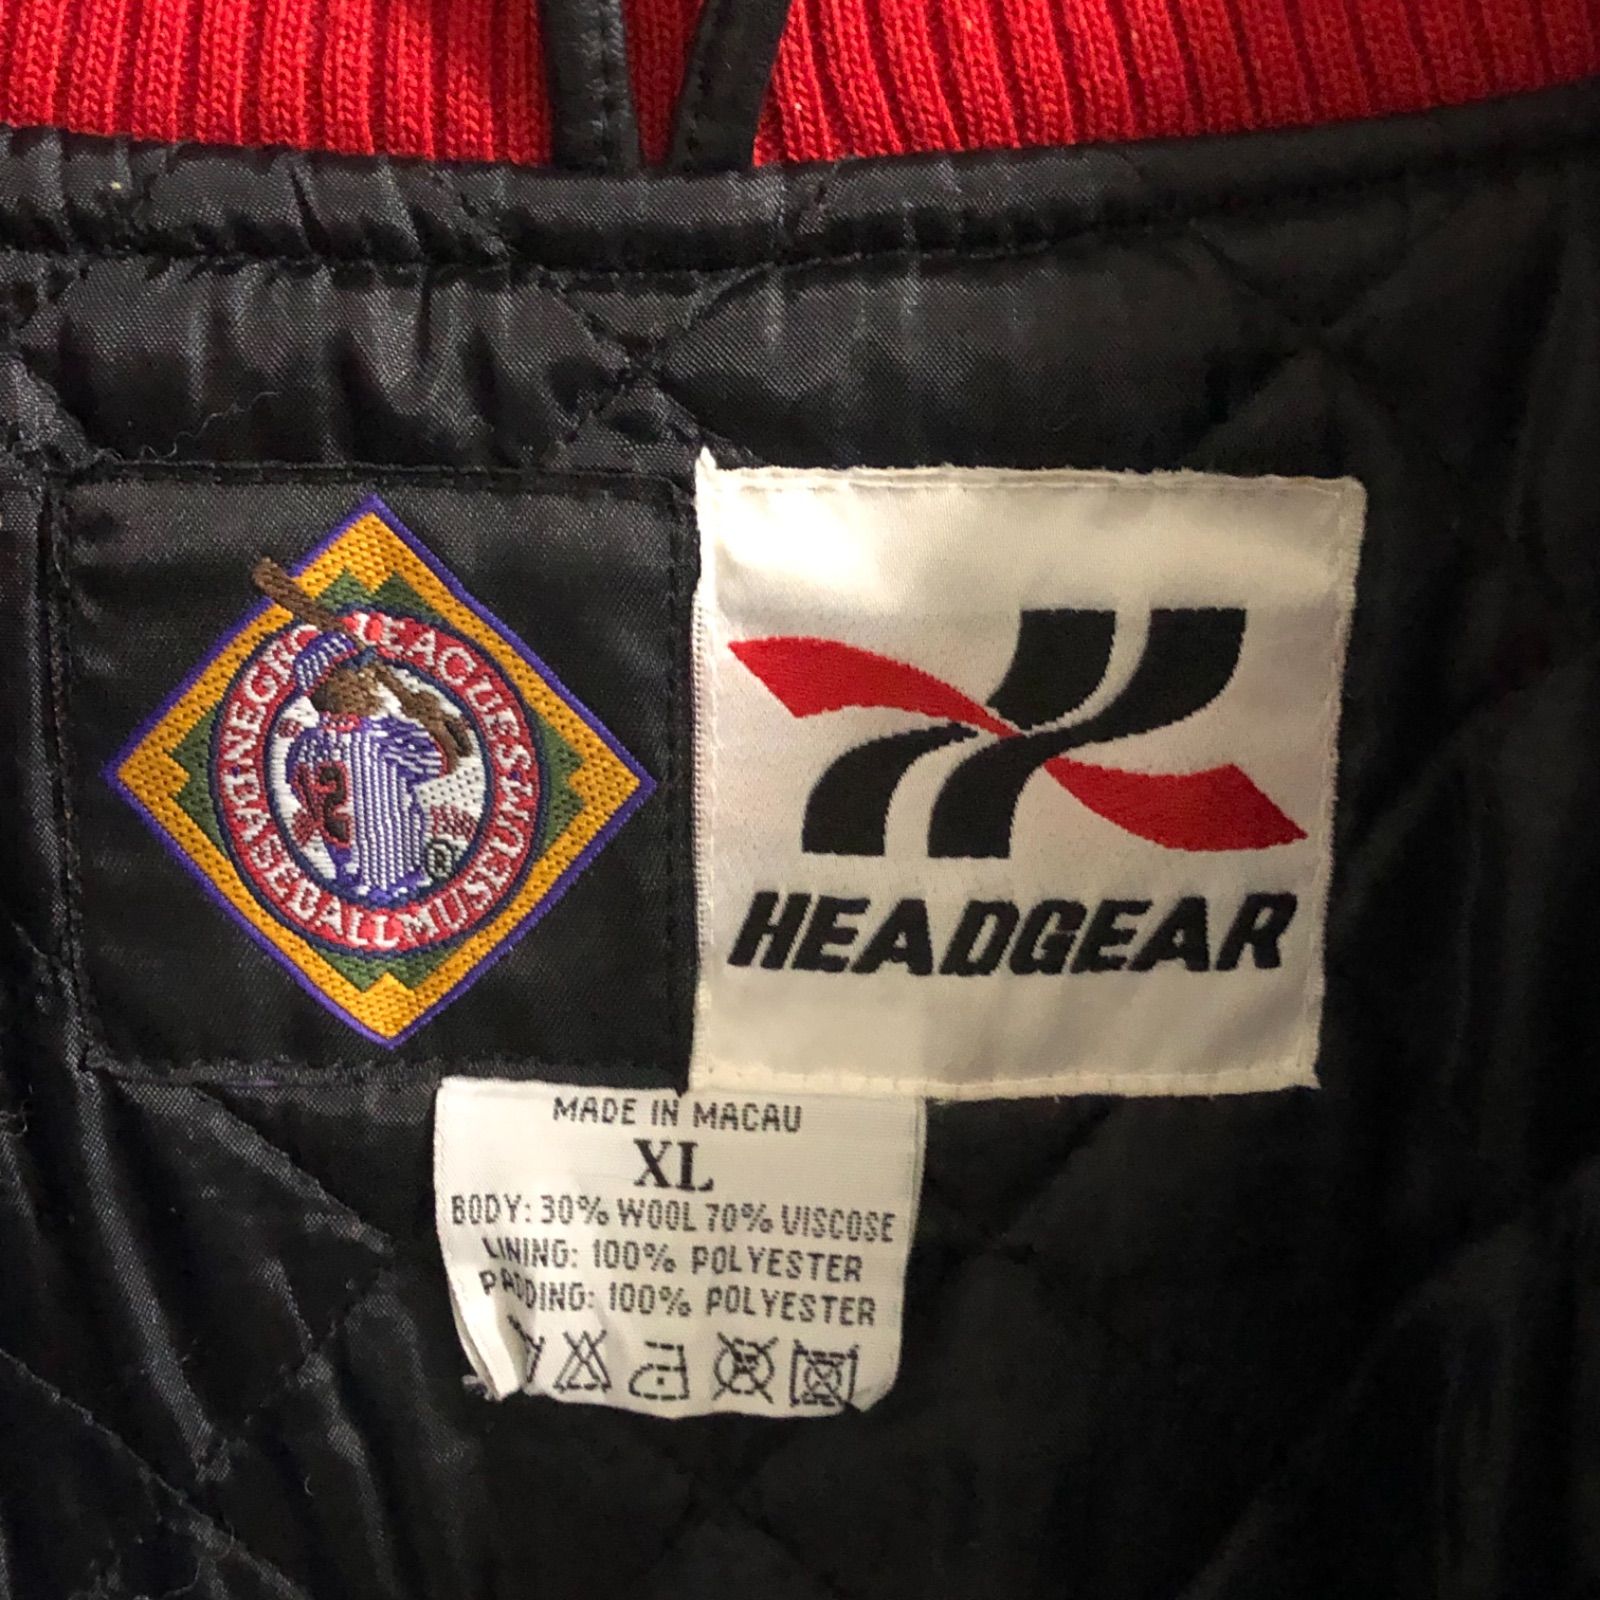 NEGRO LEAGUES
BASEBALL MUSEUM
®
HEADGEAR
MADE IN MACAU
XL
BODY: 30% WOOL 70% VISCOSE
LINING: 100% POLYESTER
PADDING: 100% POLYESTER